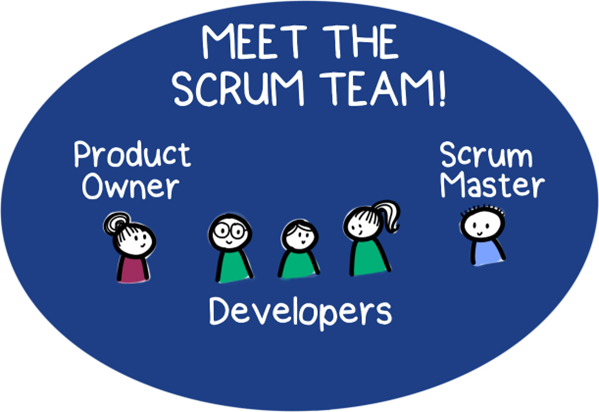 MEET THE
SCRUM TEAM!
Product
Owner
Scrum
Master
Developers